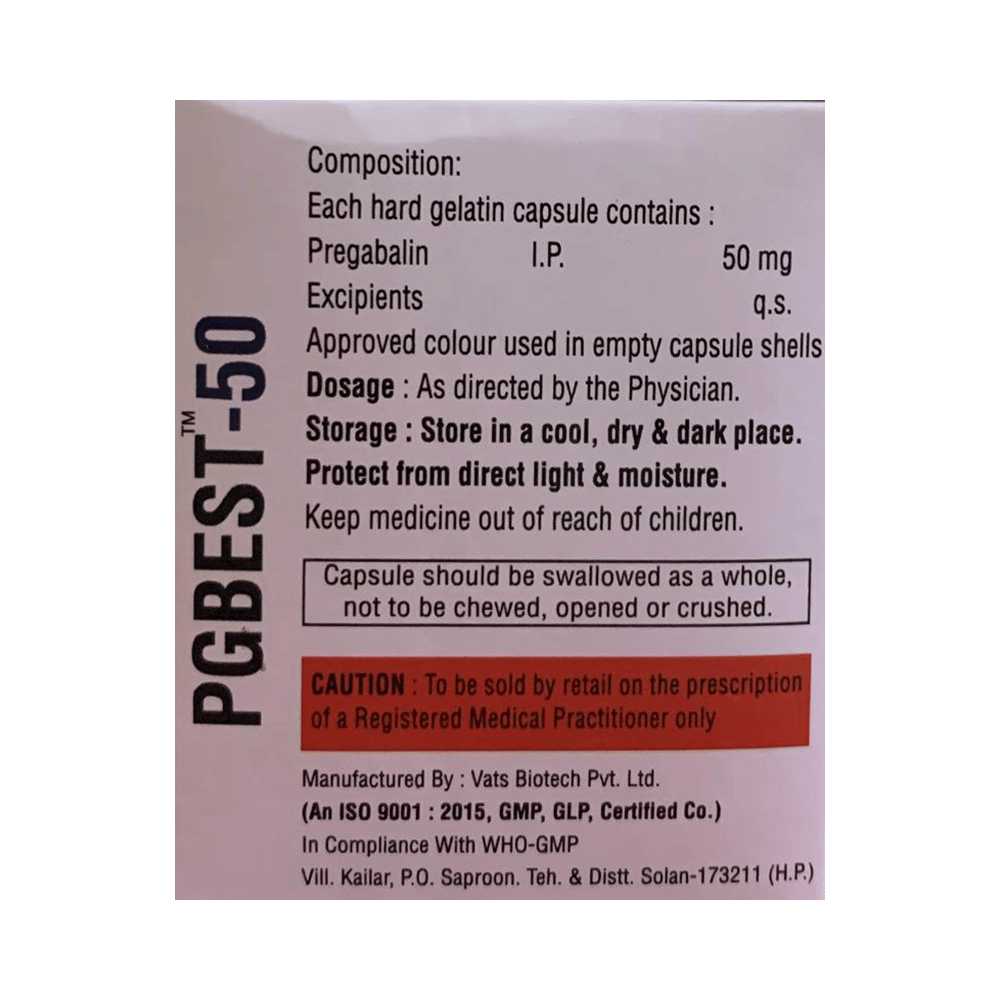 PGBEST™-50
Composition:
Each hard gelatin capsule contains :
Pregabalin I.P. 50 mg
Excipients q.s.
Approved colour used in empty capsule shells
Dosage : As directed by the Physician.
Storage : Store in a cool, dry & dark place.
Protect from direct light & moisture.
Keep medicine out of reach of children.
Capsule should be swallowed as a whole,
not to be chewed, opened or crushed.
CAUTION : To be sold by retail on the prescription
of a Registered Medical Practitioner only
Manufactured By : Vats Biotech Pvt. Ltd.
(An ISO 9001 : 2015, GMP, GLP, Certified Co.)
In Compliance With WHO-GMP
Vill. Kailar, P.O. Saproon. Teh. & Distt. Solan-173211 (H.P.)